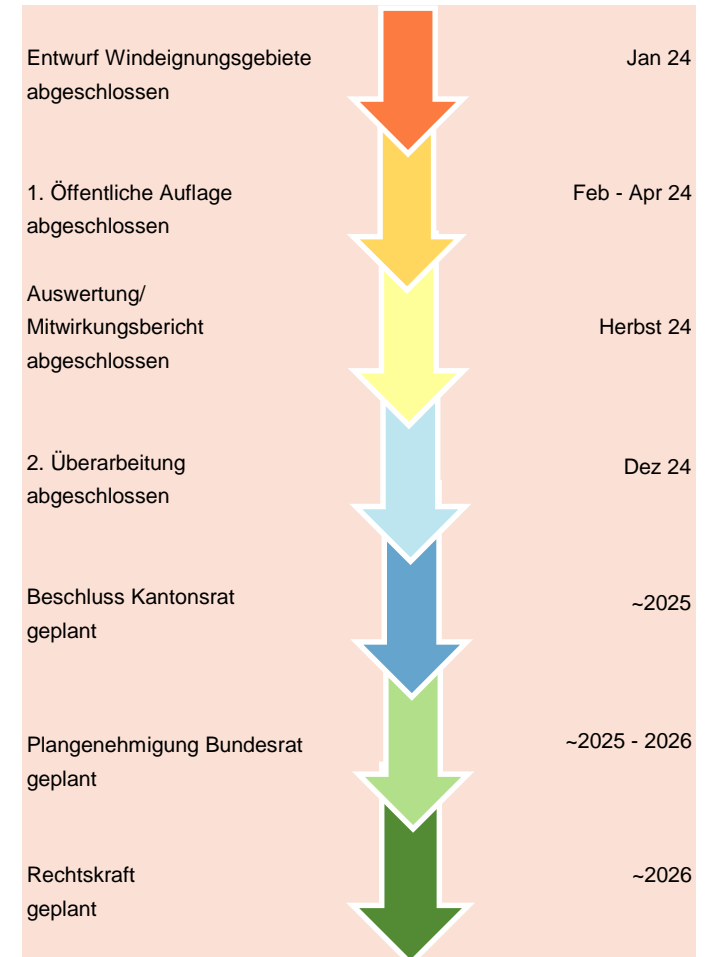 Entwurf Windeignungsgebiete
abgeschlossen
Jan 24
1. Öffentliche Auflage
abgeschlossen
Feb - Apr 24
Auswertung/
Mitwirkungsbericht
abgeschlossen
Herbst 24
2. Überarbeitung
abgeschlossen
Dez 24
Beschluss Kantonsrat
geplant
~2025
Plangenehmigung Bundesrat
geplant
~2025 - 2026
Rechtskraft
geplant
~2026